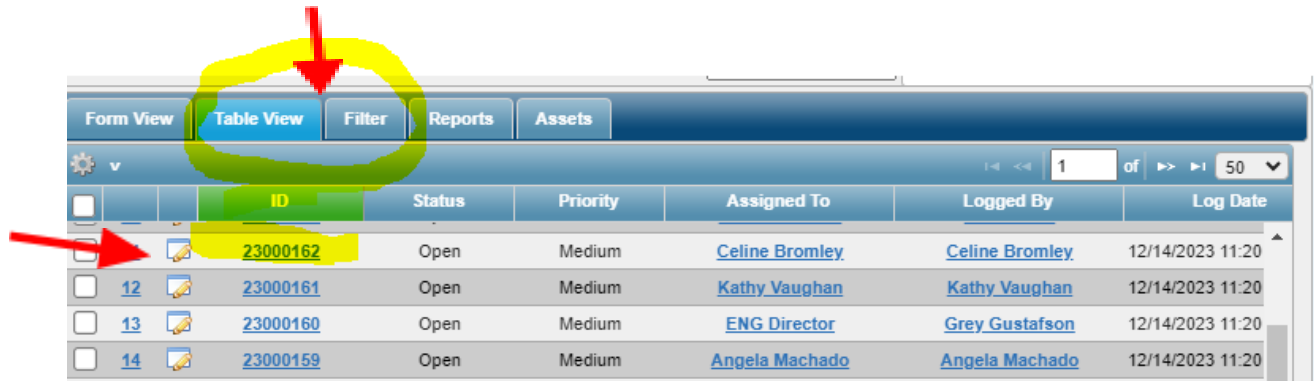 Form View Table View Filter Reports Assets
v 1 of 50
ID Status Priority Assigned To Logged By Log Date
23000162 Open Medium Celine Bromley Celine Bromley 12/14/2023 11:20
12 23000161 Open Medium Kathy Vaughan Kathy Vaughan 12/14/2023 11:20
13 23000160 Open Medium ENG Director Grey Gustafson 12/14/2023 11:20
14 23000159 Open Medium Angela Machado Angela Machado 12/14/2023 11:20